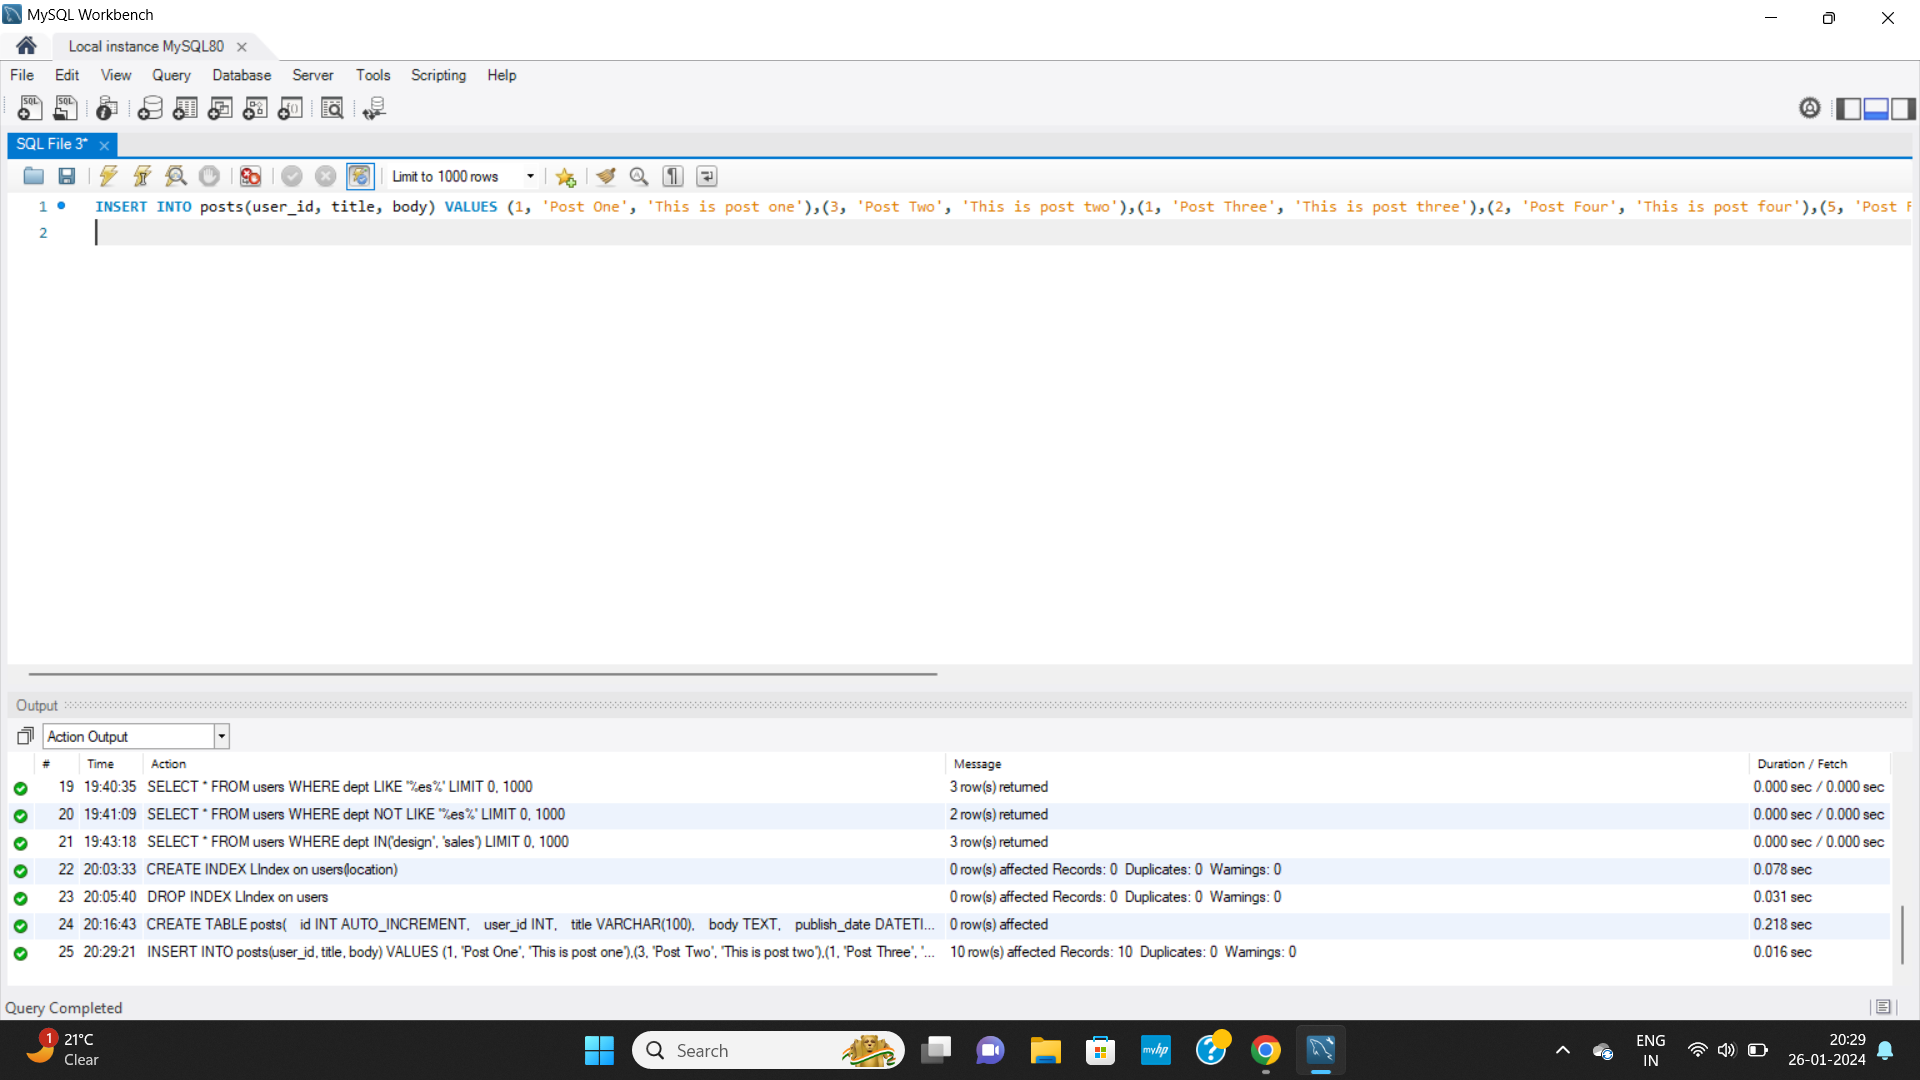 MySQL Workbench
Local instance MySQL80
File Edit View Query Database Server Tools Scripting Help
SQL File 3*
Limit to 1000 rows
1 INSERT INTO posts(user_id, title, body) VALUES (1, 'Post One', 'This is post one'),(3, 'Post Two', 'This is post two'),(1, 'Post Three', 'This is post three'),(2, 'Post Four', 'This is post four'),(5, 'Post F
2
Output
Action Output
# Time Action Message Duration / Fetch
19 19:40:35 SELECT * FROM users WHERE dept LIKE '%es%' LIMIT 0, 1000 3 row(s) returned 0.000 sec / 0.000 sec
20 19:41:09 SELECT * FROM users WHERE dept NOT LIKE '%es%' LIMIT 0, 1000 2 row(s) returned 0.000 sec / 0.000 sec
21 19:43:18 SELECT * FROM users WHERE dept IN('design', 'sales') LIMIT 0, 1000 3 row(s) returned 0.000 sec / 0.000 sec
22 20:03:33 CREATE INDEX LIndex on users(location) 0 row(s) affected Records: 0 Duplicates: 0 Warnings: 0 0.078 sec
23 20:05:40 DROP INDEX LIndex on users 0 row(s) affected Records: 0 Duplicates: 0 Warnings: 0 0.031 sec
24 20:16:43 CREATE TABLE posts( id INT AUTO_INCREMENT, user_id INT, title VARCHAR(100), body TEXT, publish_date DATETI... 0 row(s) affected 0.218 sec
25 20:29:21 INSERT INTO posts(user_id, title, body) VALUES (1, 'Post One', 'This is post one'),(3, 'Post Two', 'This is post two'),(1, 'Post Three', '... 10 row(s) affected Records: 10 Duplicates: 0 Warnings: 0 0.016 sec
Query Completed
1 21°C
Clear
Search
myhp
ENG
IN
20:29
26-01-2024